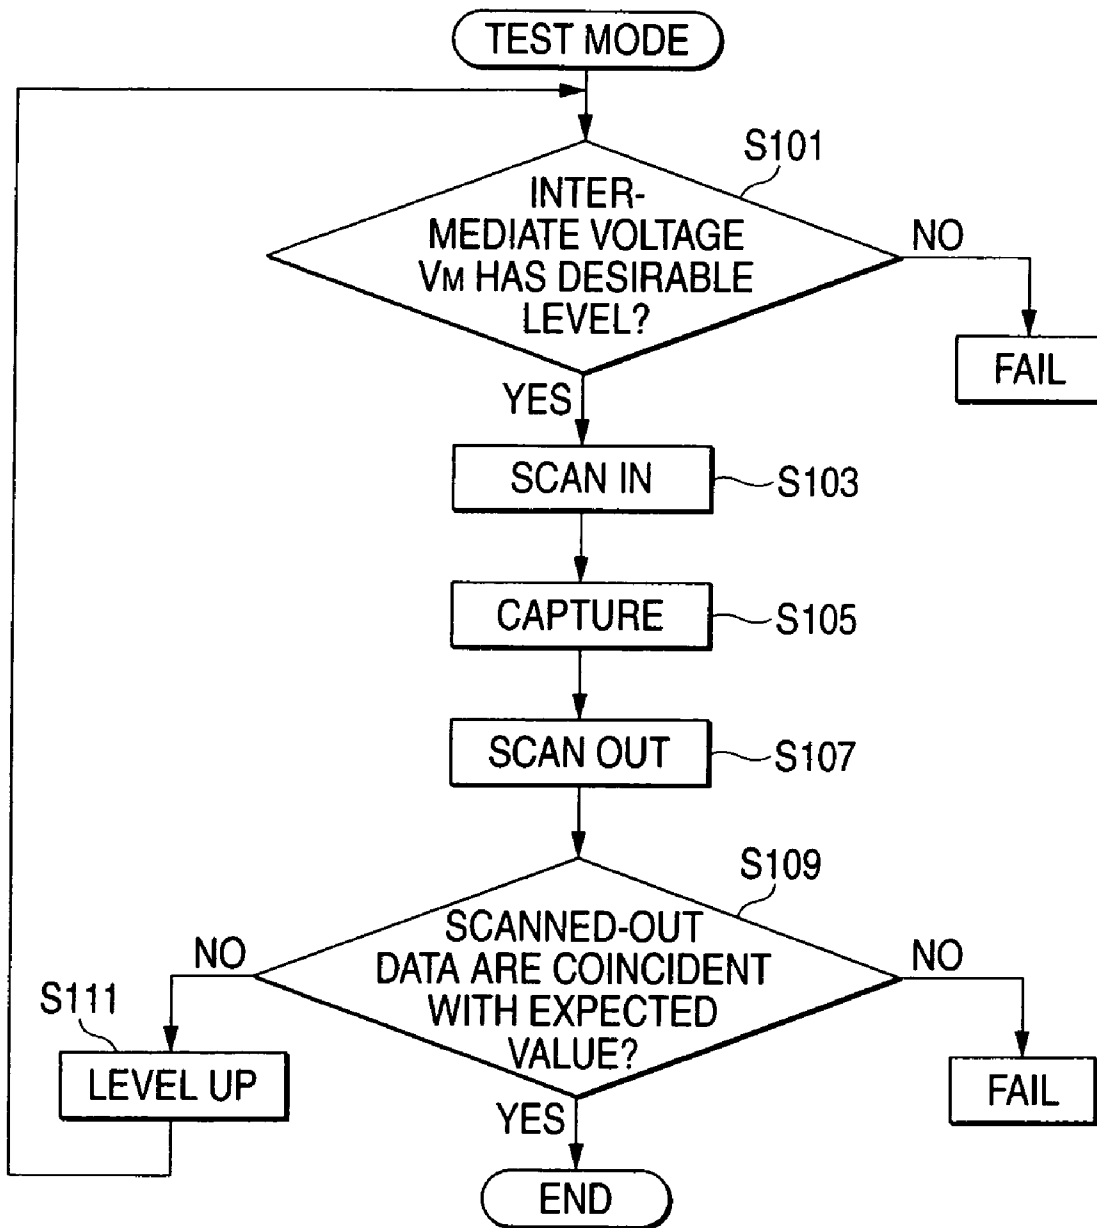 TEST MODE
S101
INTER-
MEDIATE VOLTAGE
VM HAS DESIRABLE
LEVEL?
NO
FAIL
YES
SCAN IN
S103
CAPTURE
S105
SCAN OUT
S107
S109
SCANNED-OUT
DATA ARE COINCIDENT
WITH EXPECTED
VALUE?
NO
NO
S111
LEVEL UP
FAIL
YES
END